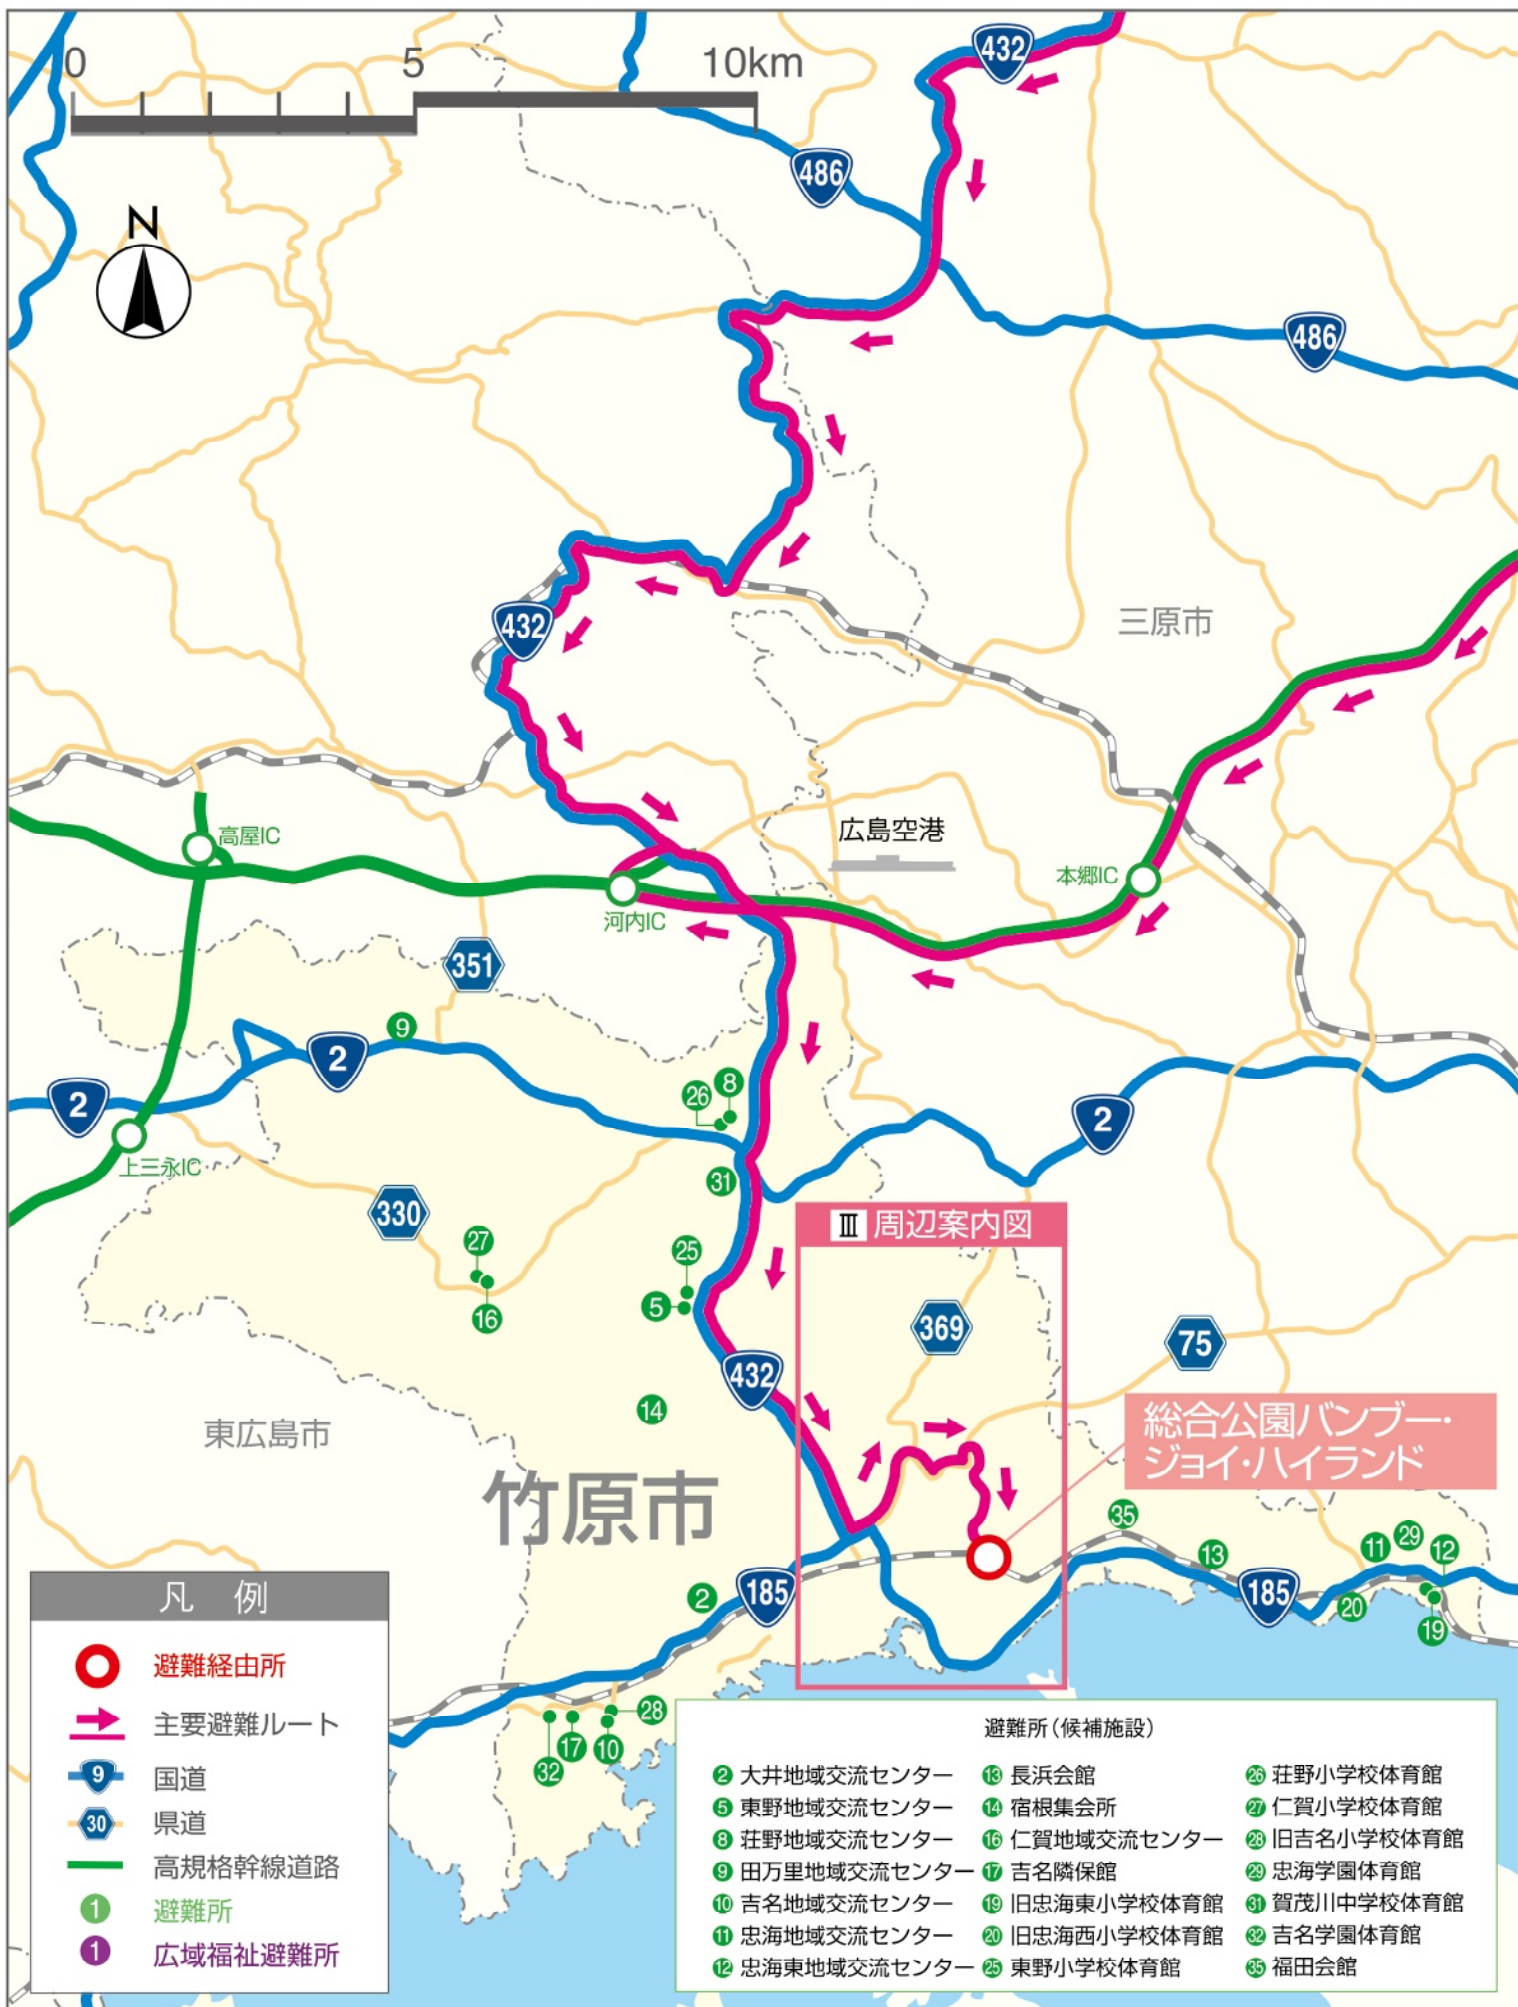 0 5 10km
432
486
N
486
三原市
432
広島空港
高屋IC
本郷IC
河内IC
351
9
2
2
2
8
26
上三永IC
31
330
Ⅲ 周辺案内図
27
25
16
5
369
75
432
14
総合公園バンブー・
ジョイ・ハイランド
東広島市
竹原市
35
29
11
12
13
185
2
185
20
19
28
17
10
32
凡 例
避難経由所
主要避難ルート
9 国道
30 県道
高規格幹線道路
1 避難所
1 広域福祉避難所
避難所（候補施設）
2 大井地域交流センター
5 東野地域交流センター
8 荘野地域交流センター
9 田万里地域交流センター
10 吉名地域交流センター
11 忠海地域交流センター
12 忠海東地域交流センター
13 長浜会館
14 宿根集会所
16 仁賀地域交流センター
17 吉名隣保館
19 旧忠海東小学校体育館
20 旧忠海西小学校体育館
25 東野小学校体育館
26 荘野小学校体育館
27 仁賀小学校体育館
28 旧吉名小学校体育館
29 忠海学園体育館
31 賀茂川中学校体育館
32 吉名学園体育館
35 福田会館